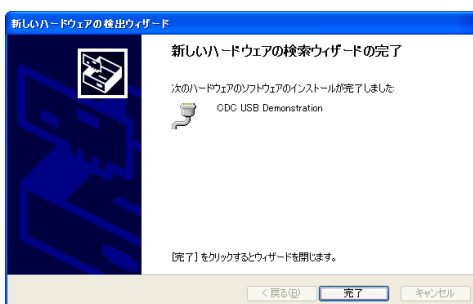 新しいハードウェアの検出ウィザード
新しいハードウェアの検索ウィザードの完了
次のハードウェアのソフトウェアのインストールが完了しました:
CDC USB Demonstration
[完了] をクリックするとウィザードを閉じます。
< 戻る(B) 完了 キャンセル